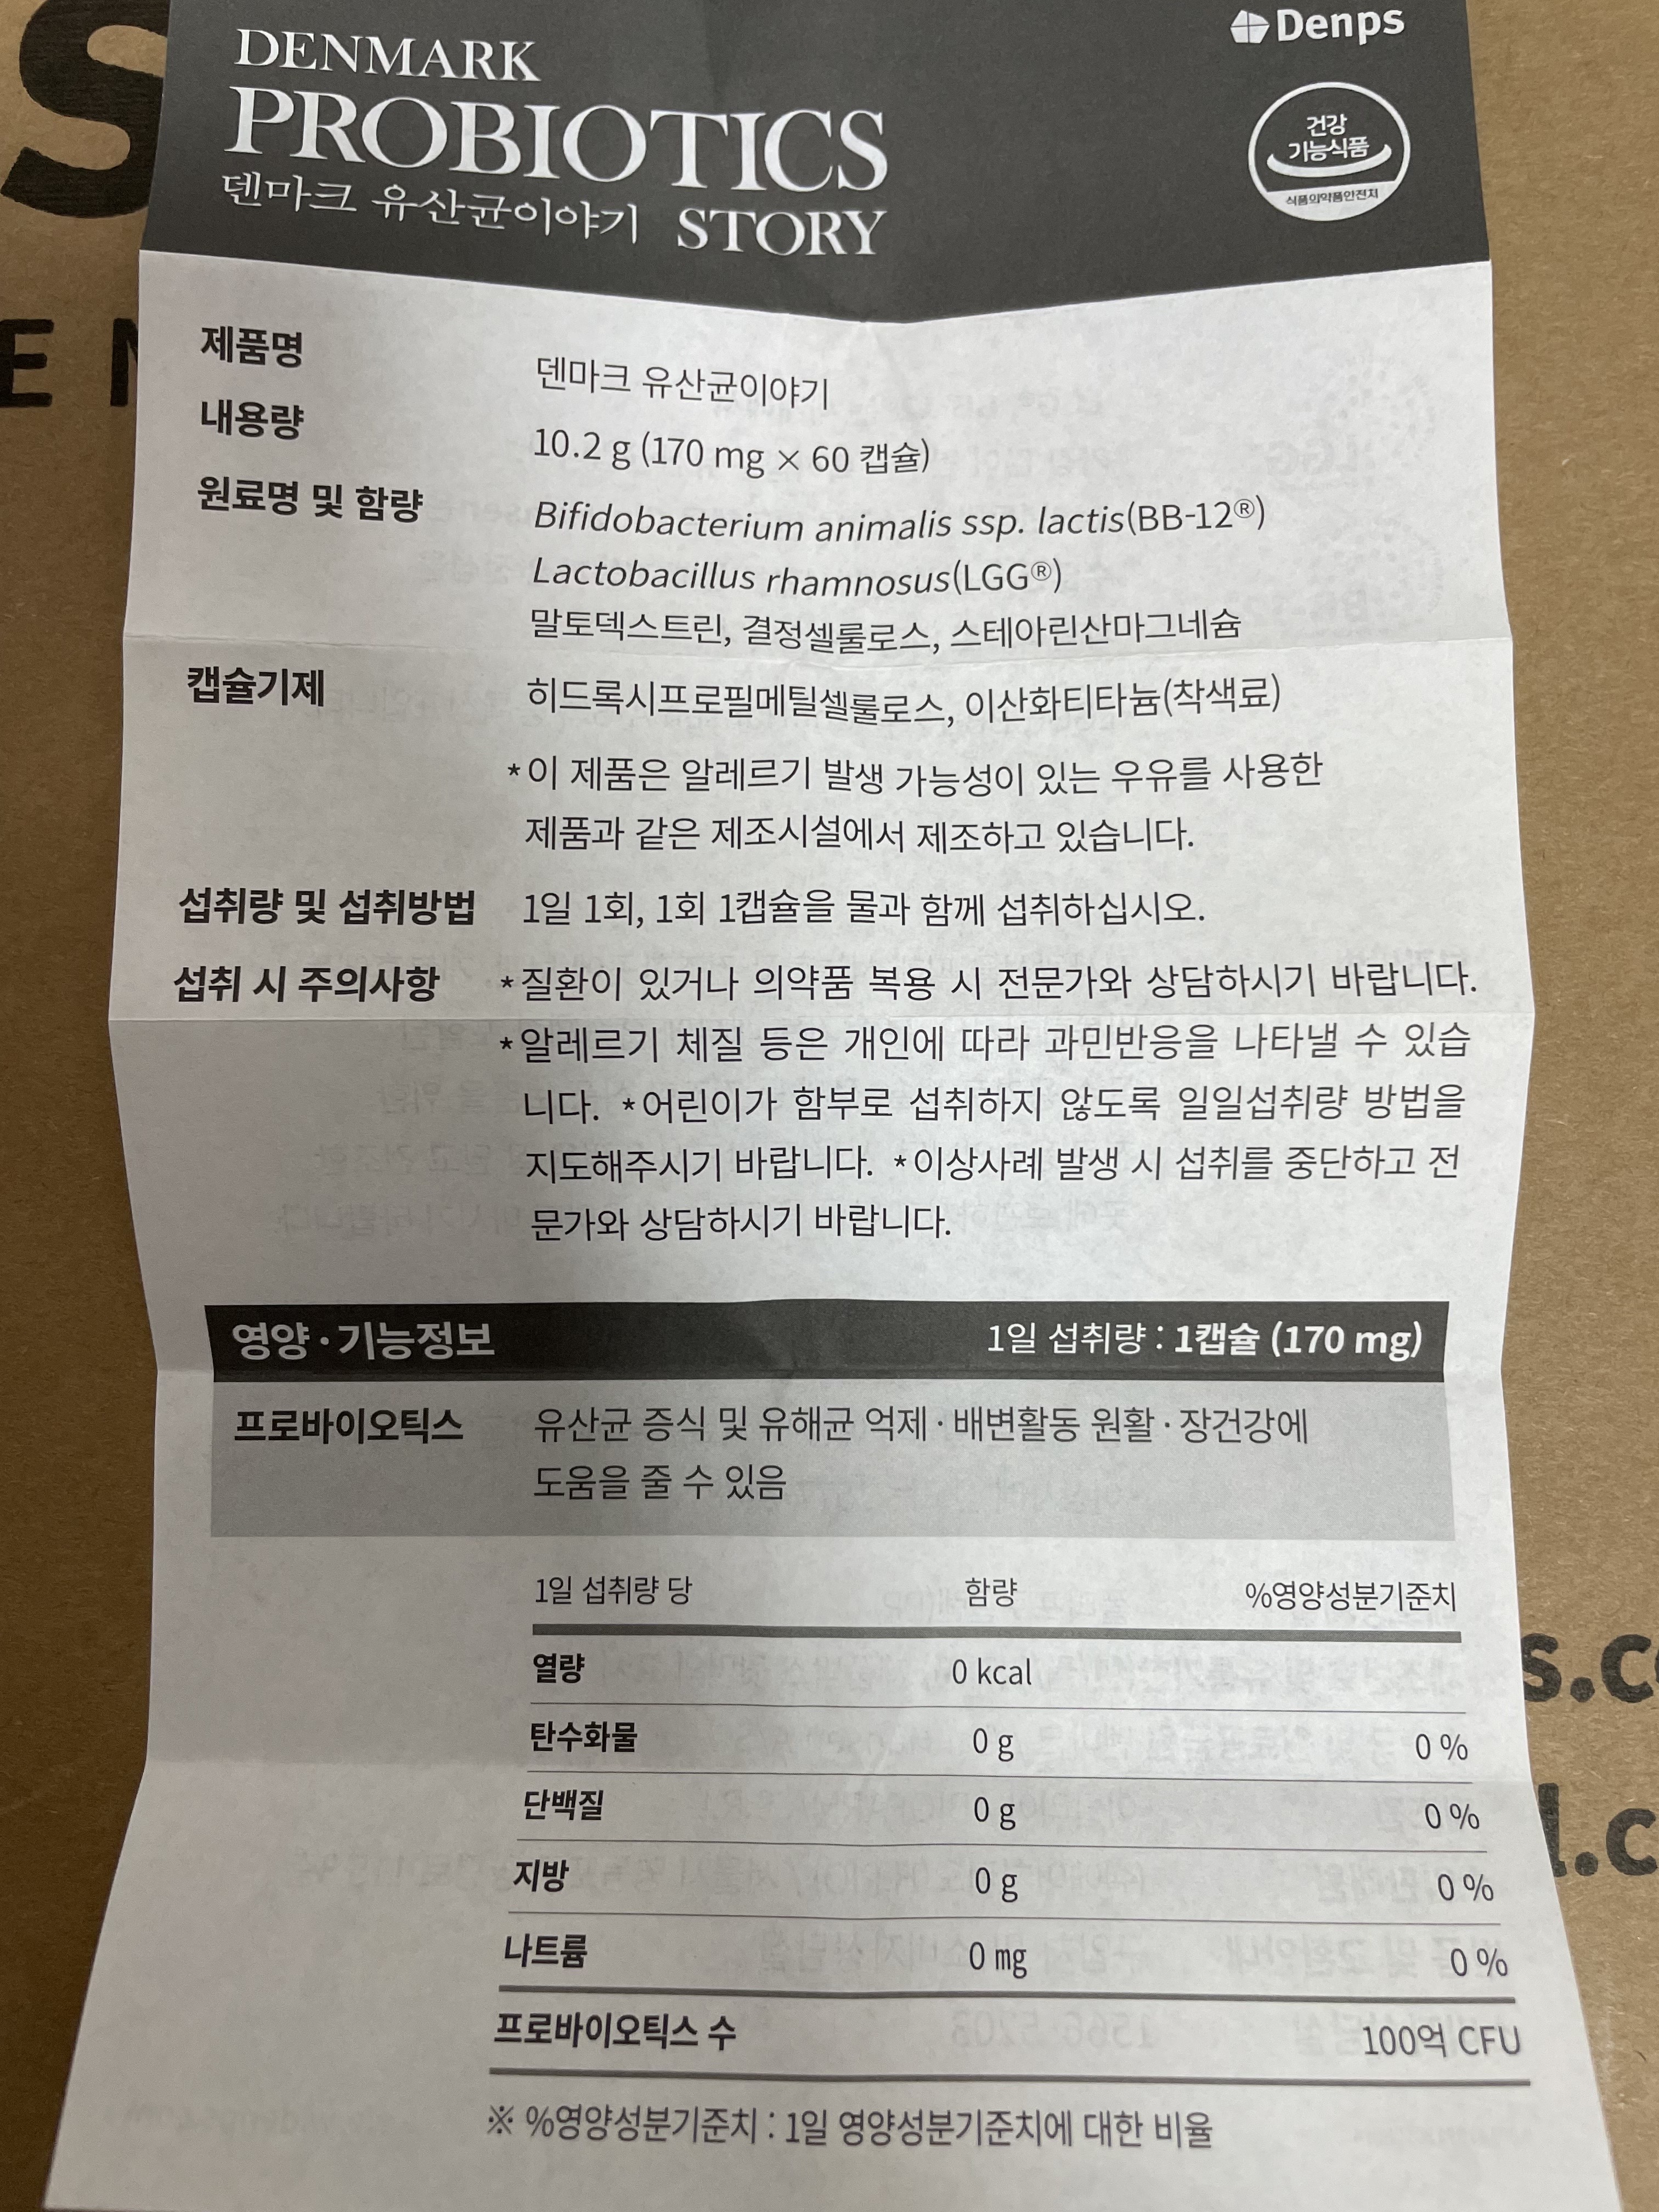 DENMARK
PROBIOTICS
덴마크 유산균이야기 STORY
Denps
건강
기능식품
식품의약품안전처
제품명 덴마크 유산균이야기
내용량 10.2 g (170 mg × 60 캡슐)
원료명 및 함량 Bifidobacterium animalis ssp. lactis(BB-12®)
Lactobacillus rhamnosus(LGG®)
말토덱스트린, 결정셀룰로스, 스테아린산마그네슘
캡슐기제 히드록시프로필메틸셀룰로스, 이산화티타늄(착색료)
*이 제품은 알레르기 발생 가능성이 있는 우유를 사용한
제품과 같은 제조시설에서 제조하고 있습니다.
섭취량 및 섭취방법 1일 1회, 1회 1캡슐을 물과 함께 섭취하십시오.
섭취 시 주의사항 *질환이 있거나 의약품 복용 시 전문가와 상담하시기 바랍니다.
*알레르기 체질 등은 개인에 따라 과민반응을 나타낼 수 있습
니다. *어린이가 함부로 섭취하지 않도록 일일섭취량 방법을
지도해주시기 바랍니다. *이상사례 발생 시 섭취를 중단하고 전
문가와 상담하시기 바랍니다.
영양·기능정보 1일 섭취량 : 1캡슐 (170 mg)
프로바이오틱스 유산균 증식 및 유해균 억제·배변활동 원활·장건강에
도움을 줄 수 있음
1일 섭취량 당 함량 %영양성분기준치
열량 0 kcal
탄수화물 0 g 0 %
단백질 0 g 0 %
지방 0 g 0 %
나트륨 0 mg 0 %
프로바이오틱스 수 100억 CFU
※ %영양성분기준치 : 1일 영양성분기준치에 대한 비율